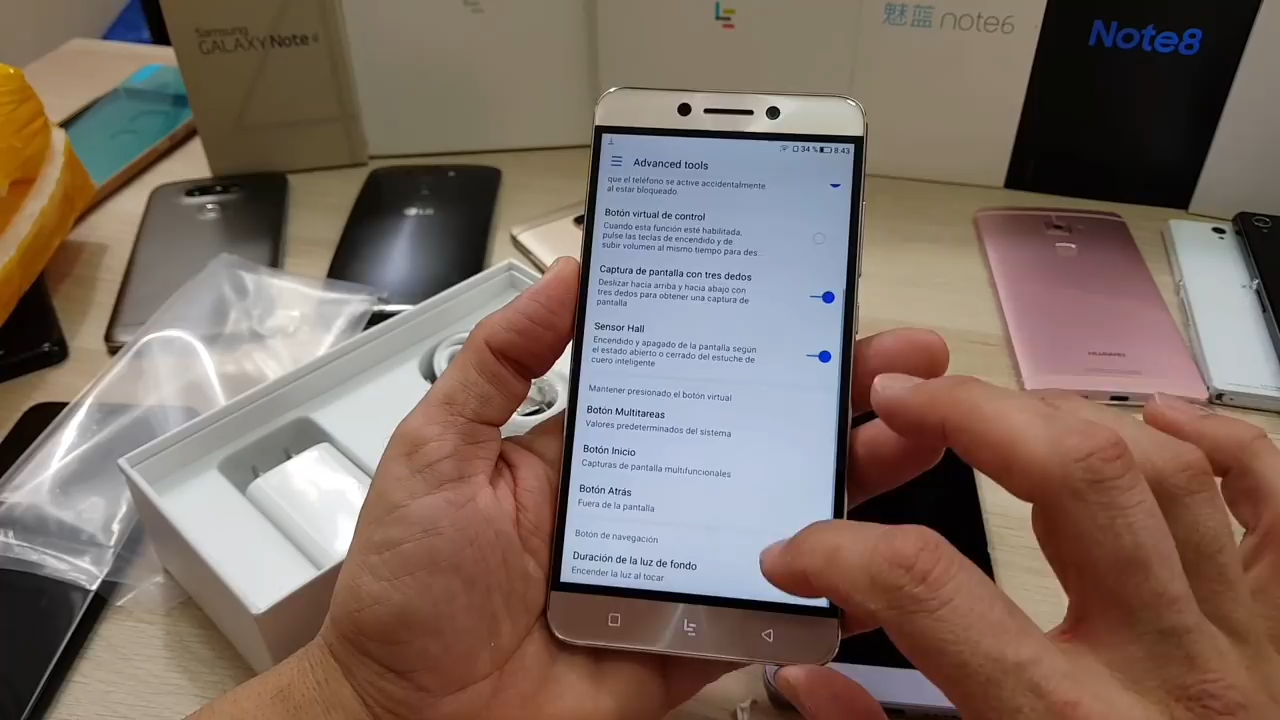 Samsung
GALAXY Note 4
魅蓝 note6
Note8
34 % 8:43
Advanced tools
que el teléfono se active accidentalmente
al estar bloqueado.
Botón virtual de control
Cuando esta función esté habilitada,
pulse las teclas de encendido y de
subir volumen al mismo tiempo para des...
Captura de pantalla con tres dedos
Deslizar hacia arriba y hacia abajo con
tres dedos para obtener una captura de
pantalla
Sensor Hall
Encendido y apagado de la pantalla según
el estado abierto o cerrado del estuche de
cuero inteligente
Mantener presionado el botón virtual
Botón Multitareas
Valores predeterminados del sistema
Botón Inicio
Capturas de pantalla multifuncionales
Botón Atrás
Fuera de la pantalla
Botón de navegación
Duración de la luz de fondo
Encender la luz al tocar
LG
HUAWEI